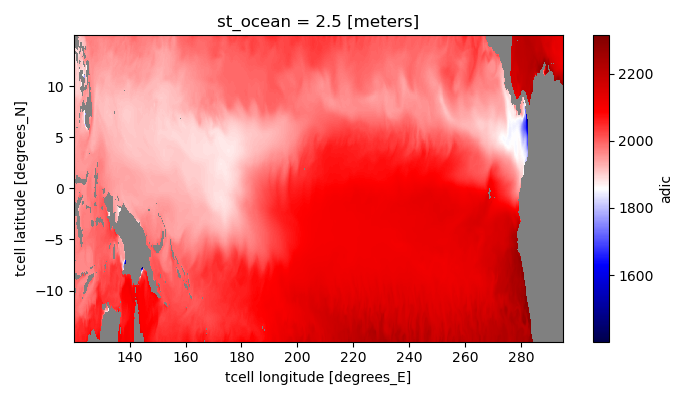 st_ocean = 2.5 [meters]
10
5
0
−5
−10
tcell latitude [degrees_N]
140 160 180 200 220 240 260 280
tcell longitude [degrees_E]
2200
2000
1800
1600
adic